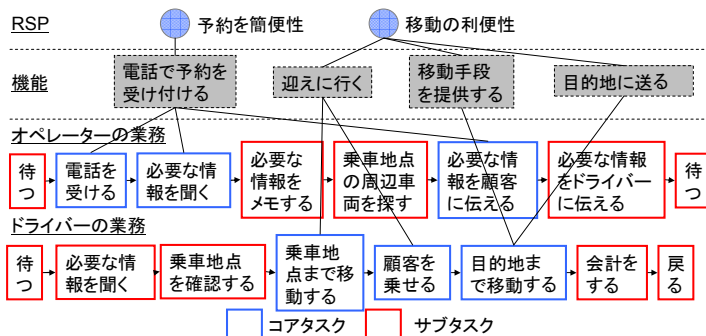 RSP
予約を簡便性
移動の利便性
機能
電話で予約を
受け付ける
迎えに行く
移動手段
を提供する
目的地に送る
オペレーターの業務
待
つ
電話を
受ける
必要な情
報を聞く
必要な
情報を
メモする
乗車地点
の周辺車
両を探す
必要な情
報を顧客
に伝える
必要な情報
をドライバー
に伝える
待
つ
ドライバーの業務
待
つ
必要な情
報を聞く
乗車地点
を確認する
乗車地
点まで移
動する
顧客を
乗せる
目的地ま
で移動する
会計を
する
戻
る
コアタスク
サブタスク